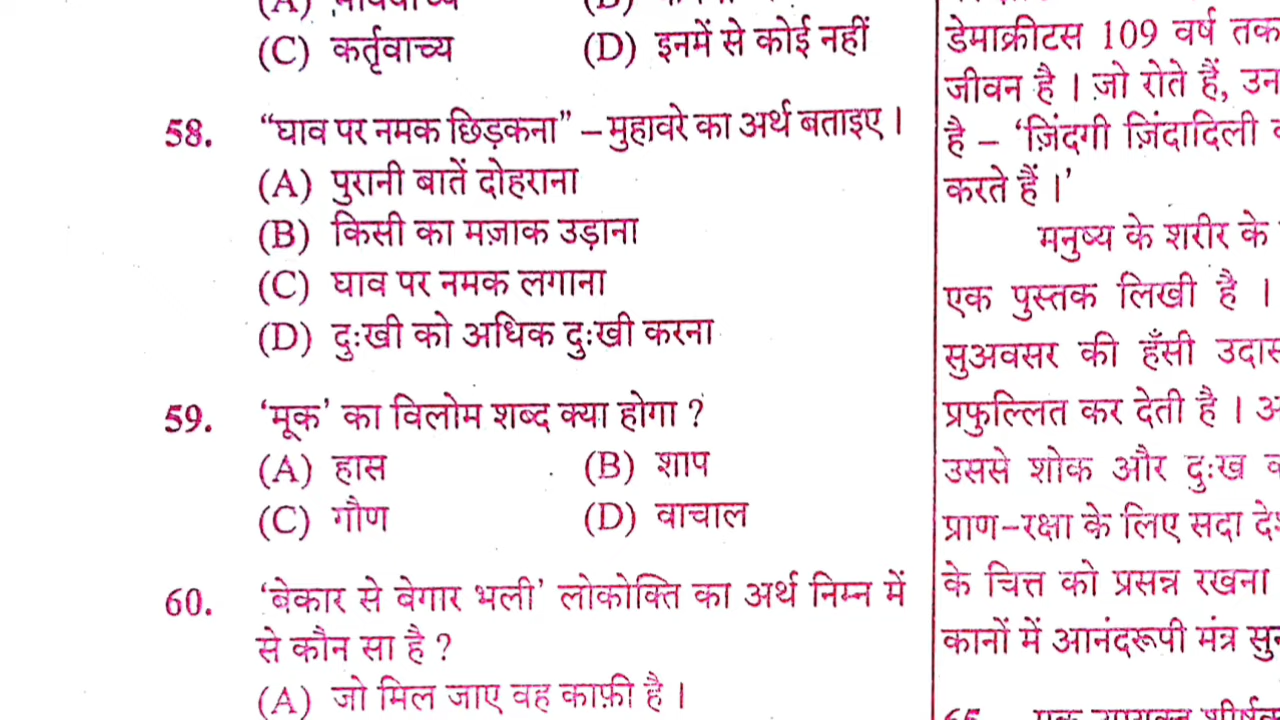 (C) कर्तृवाच्य (D) इनमें से कोई नहीं
58. “घाव पर नमक छिड़कना” – मुहावरे का अर्थ बताइए ।
(A) पुरानी बातें दोहराना
(B) किसी का मज़ाक उड़ाना
(C) घाव पर नमक लगाना
(D) दुःखी को अधिक दुःखी करना
59. ‘मूक’ का विलोम शब्द क्या होगा ?
(A) हास (B) शाप
(C) गौण (D) वाचाल
60. ‘बेकार से बेगार भली’ लोकोक्ति का अर्थ निम्न में
से कौन सा है ?
(A) जो मिल जाए वह काफ़ी है ।
डेमाक्रीटस 109 वर्ष तक
जीवन है । जो रोते हैं,
है – ‘ज़िंदगी ज़िंदादिली
करते हैं ।’
मनुष्य के शरीर के
एक पुस्तक लिखी है ।
सुअवसर की हँसी
प्रफुल्लित कर देती है ।
उससे शोक और दुःख
प्राण-रक्षा के लिए सदा
के चित्त को प्रसन्न रखना
कानों में आनंदरूपी मंत्र